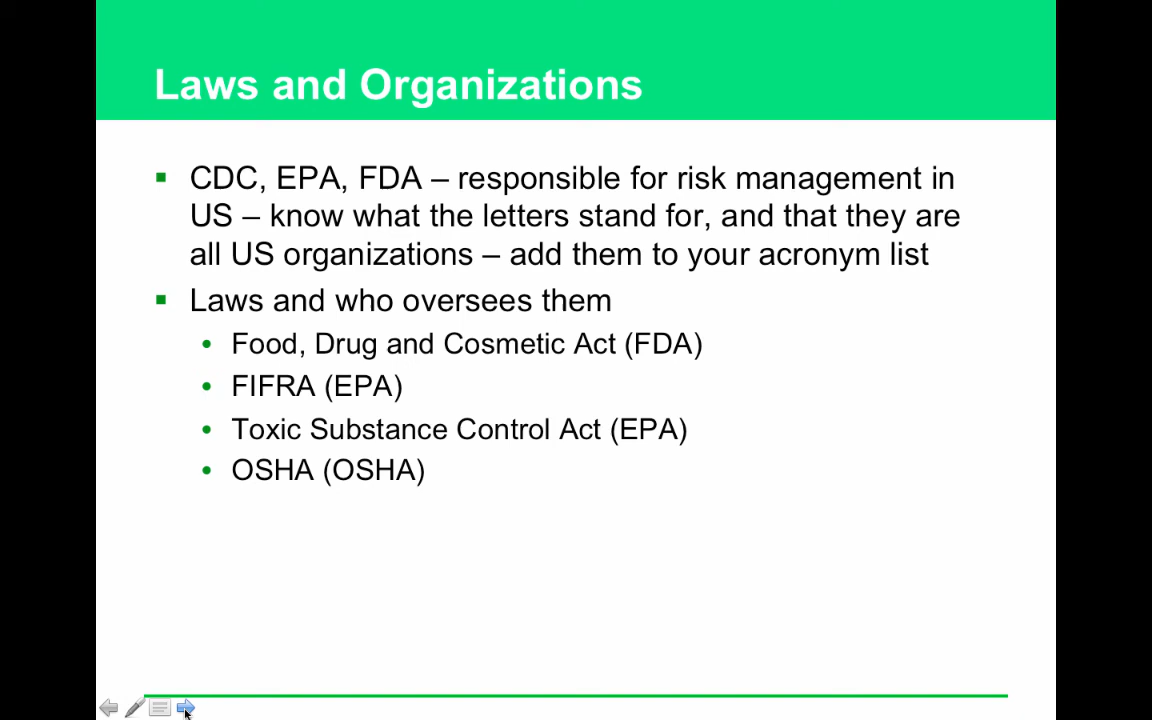 Laws and Organizations
CDC, EPA, FDA – responsible for risk management in
US – know what the letters stand for, and that they are
all US organizations – add them to your acronym list
Laws and who oversees them
Food, Drug and Cosmetic Act (FDA)
FIFRA (EPA)
Toxic Substance Control Act (EPA)
OSHA (OSHA)